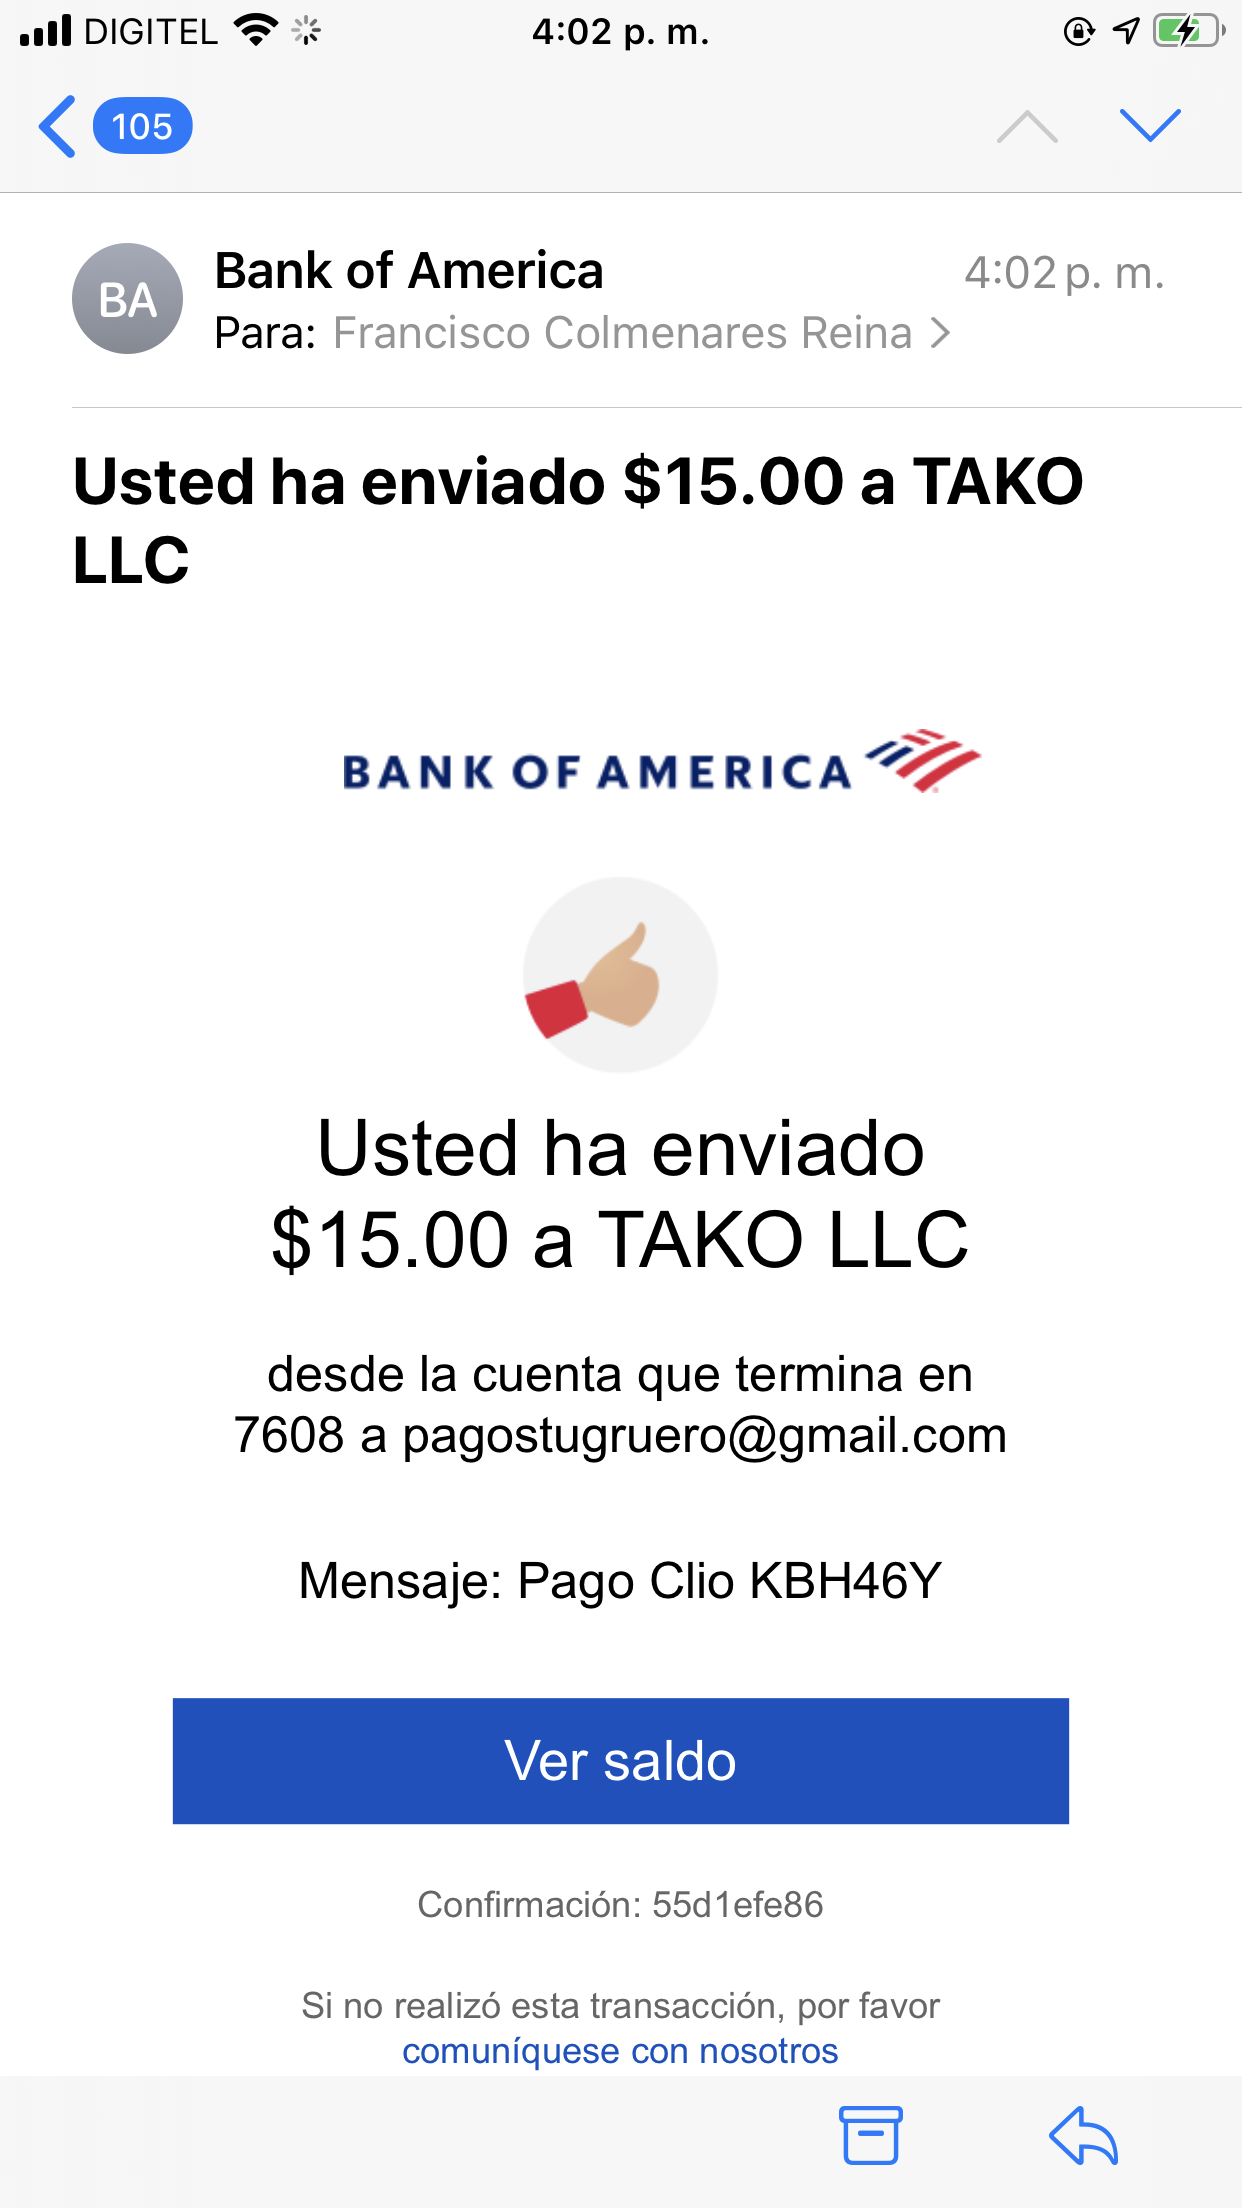 DIGITEL 4:02 p. m.
105
BA
Bank of America 4:02 p. m.
Para: Francisco Colmenares Reina
Usted ha enviado $15.00 a TAKO
LLC
BANK OF AMERICA
Usted ha enviado
$15.00 a TAKO LLC
desde la cuenta que termina en
7608 a pagostugruero@gmail.com
Mensaje: Pago Clio KBH46Y
Ver saldo
Confirmación: 55d1efe86
Si no realizó esta transacción, por favor
comuníquese con nosotros